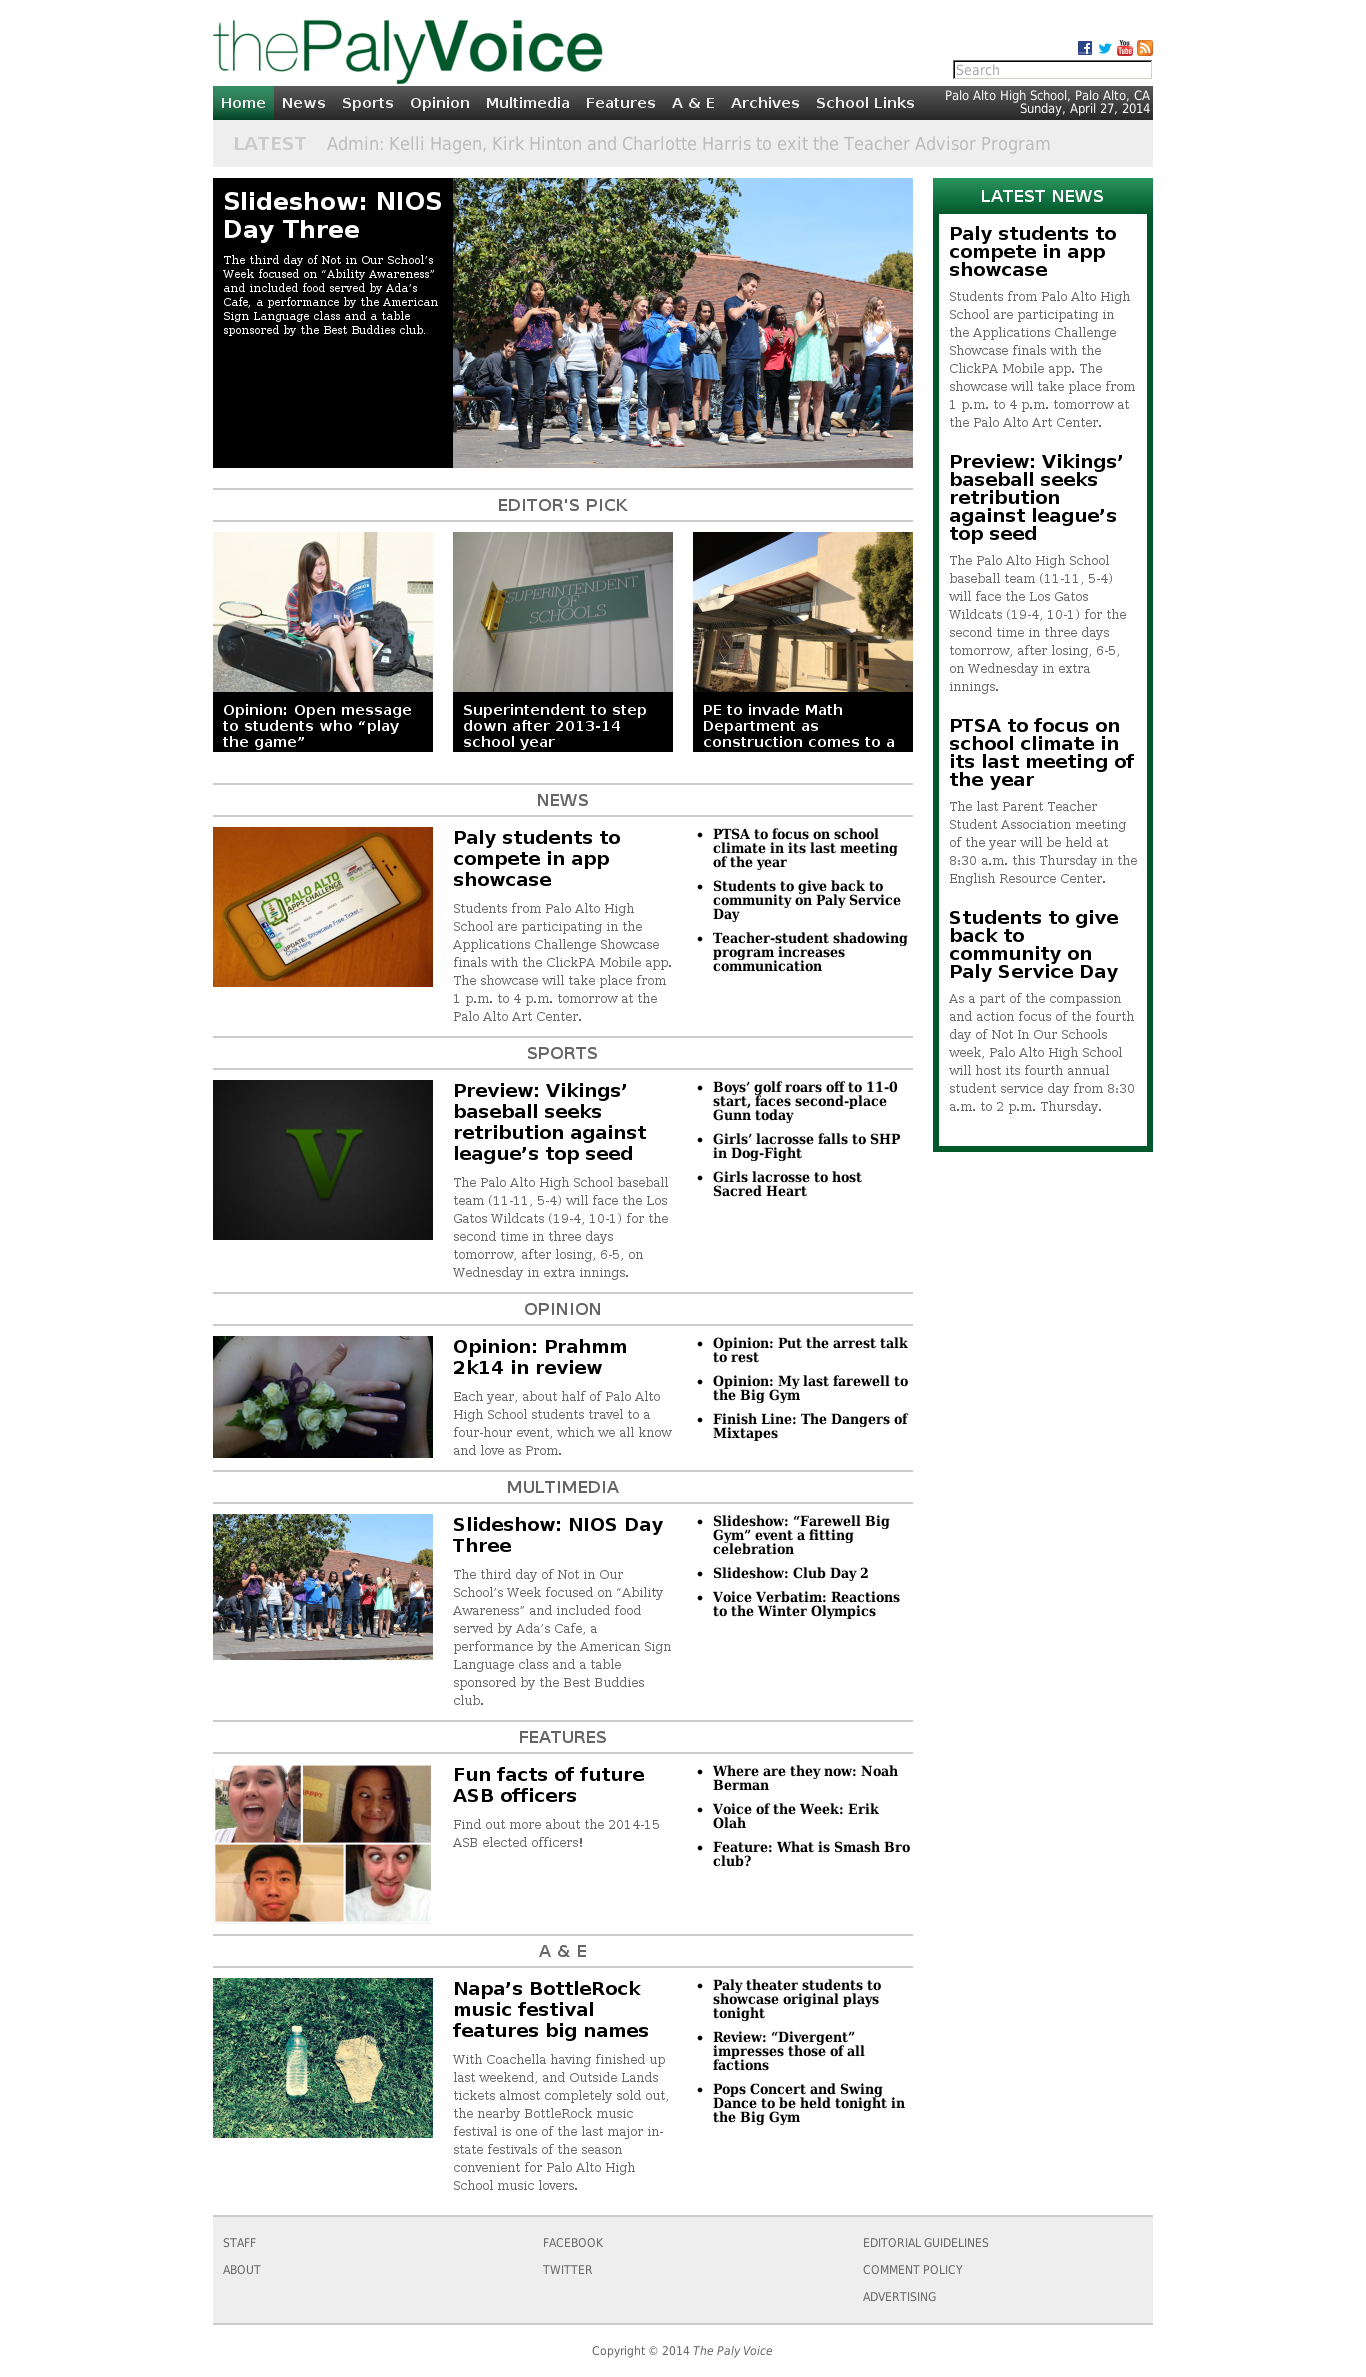 thePalyVoice
Search
Home News Sports Opinion Multimedia Features A & E Archives School Links
Palo Alto High School, Palo Alto, CA
Sunday, April 27, 2014
LATEST Admin: Kelli Hagen, Kirk Hinton and Charlotte Harris to exit the Teacher Advisor Program
Slideshow: NIOS
Day Three
The third day of Not in Our School’s
Week focused on “Ability Awareness”
and included food served by Ada’s
Cafe, a performance by the American
Sign Language class and a table
sponsored by the Best Buddies club.
EDITOR'S PICK
SUPERINTENDENT
OF
SCHOOLS
Opinion: Open message
to students who “play
the game”
Superintendent to step
down after 2013-14
school year
PE to invade Math
Department as
construction comes to a
NEWS
PALO ALTO
APPS CHALLENGE
UPDATE: Showcase Free Ticket
Click Here
Paly students to
compete in app
showcase
Students from Palo Alto High
School are participating in the
Applications Challenge Showcase
finals with the ClickPA Mobile app.
The showcase will take place from
1 p.m. to 4 p.m. tomorrow at the
Palo Alto Art Center.
PTSA to focus on school
climate in its last meeting
of the year
Students to give back to
community on Paly Service
Day
Teacher-student shadowing
program increases
communication
SPORTS
V
Preview: Vikings’
baseball seeks
retribution against
league’s top seed
The Palo Alto High School baseball
team (11-11, 5-4) will face the Los
Gatos Wildcats (19-4, 10-1) for the
second time in three days
tomorrow, after losing, 6-5, on
Wednesday in extra innings.
Boys’ golf roars off to 11-0
start, faces second-place
Gunn today
Girls’ lacrosse falls to SHP
in Dog-Fight
Girls lacrosse to host
Sacred Heart
OPINION
Opinion: Prahmm
2k14 in review
Each year, about half of Palo Alto
High School students travel to a
four-hour event, which we all know
and love as Prom.
Opinion: Put the arrest talk
to rest
Opinion: My last farewell to
the Big Gym
Finish Line: The Dangers of
Mixtapes
MULTIMEDIA
Slideshow: NIOS Day
Three
The third day of Not in Our
School’s Week focused on “Ability
Awareness” and included food
served by Ada’s Cafe, a
performance by the American Sign
Language class and a table
sponsored by the Best Buddies
club.
Slideshow: “Farewell Big
Gym” event a fitting
celebration
Slideshow: Club Day 2
Voice Verbatim: Reactions
to the Winter Olympics
FEATURES
Fun facts of future
ASB officers
Find out more about the 2014-15
ASB elected officers!
Where are they now: Noah
Berman
Voice of the Week: Erik
Olah
Feature: What is Smash Bro
club?
A & E
Napa’s BottleRock
music festival
features big names
With Coachella having finished up
last weekend, and Outside Lands
tickets almost completely sold out,
the nearby BottleRock music
festival is one of the last major in-
state festivals of the season
convenient for Palo Alto High
School music lovers.
Paly theater students to
showcase original plays
tonight
Review: “Divergent”
impresses those of all
factions
Pops Concert and Swing
Dance to be held tonight in
the Big Gym
LATEST NEWS
Paly students to
compete in app
showcase
Students from Palo Alto High
School are participating in
the Applications Challenge
Showcase finals with the
ClickPA Mobile app. The
showcase will take place from
1 p.m. to 4 p.m. tomorrow at
the Palo Alto Art Center.
Preview: Vikings’
baseball seeks
retribution
against league’s
top seed
The Palo Alto High School
baseball team (11-11, 5-4)
will face the Los Gatos
Wildcats (19-4, 10-1) for the
second time in three days
tomorrow, after losing, 6-5,
on Wednesday in extra
innings.
PTSA to focus on
school climate in
its last meeting of
the year
The last Parent Teacher
Student Association meeting
of the year will be held at
8:30 a.m. this Thursday in the
English Resource Center.
Students to give
back to
community on
Paly Service Day
As a part of the compassion
and action focus of the fourth
day of Not In Our Schools
week, Palo Alto High School
will host its fourth annual
student service day from 8:30
a.m. to 2 p.m. Thursday.
STAFF
ABOUT
FACEBOOK
TWITTER
EDITORIAL GUIDELINES
COMMENT POLICY
ADVERTISING
Copyright © 2014 The Paly Voice